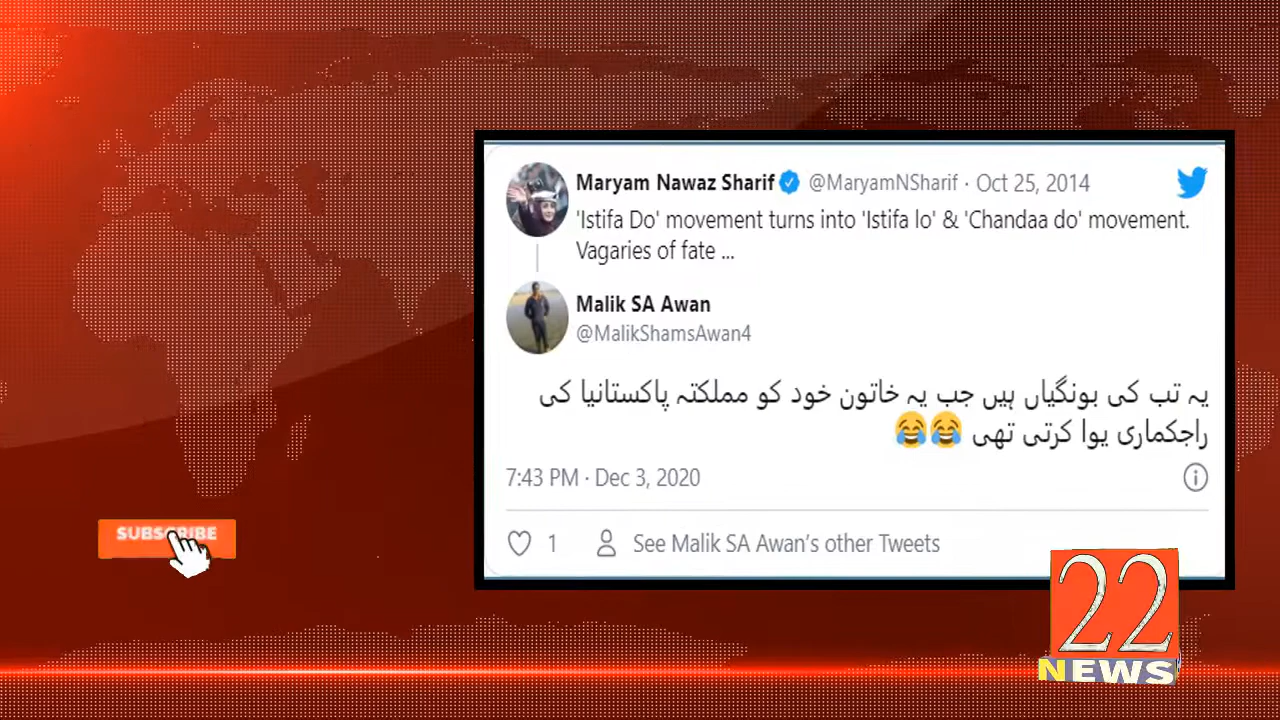 Maryam Nawaz Sharif @MaryamNSharif · Oct 25, 2014
'Istifa Do' movement turns into 'Istifa lo' & 'Chandaa do' movement.
Vagaries of fate ...
Malik SA Awan
@MalikShamsAwan4
یہ تب کی بونگیاں ہیں جب یہ خاتون خود کو مملکتہ پاکستانیا کی
راجکماری یوا کرتی تھی 😂😂
7:43 PM · Dec 3, 2020
1 See Malik SA Awan's other Tweets
SUBSCRIBE
22
NEWS